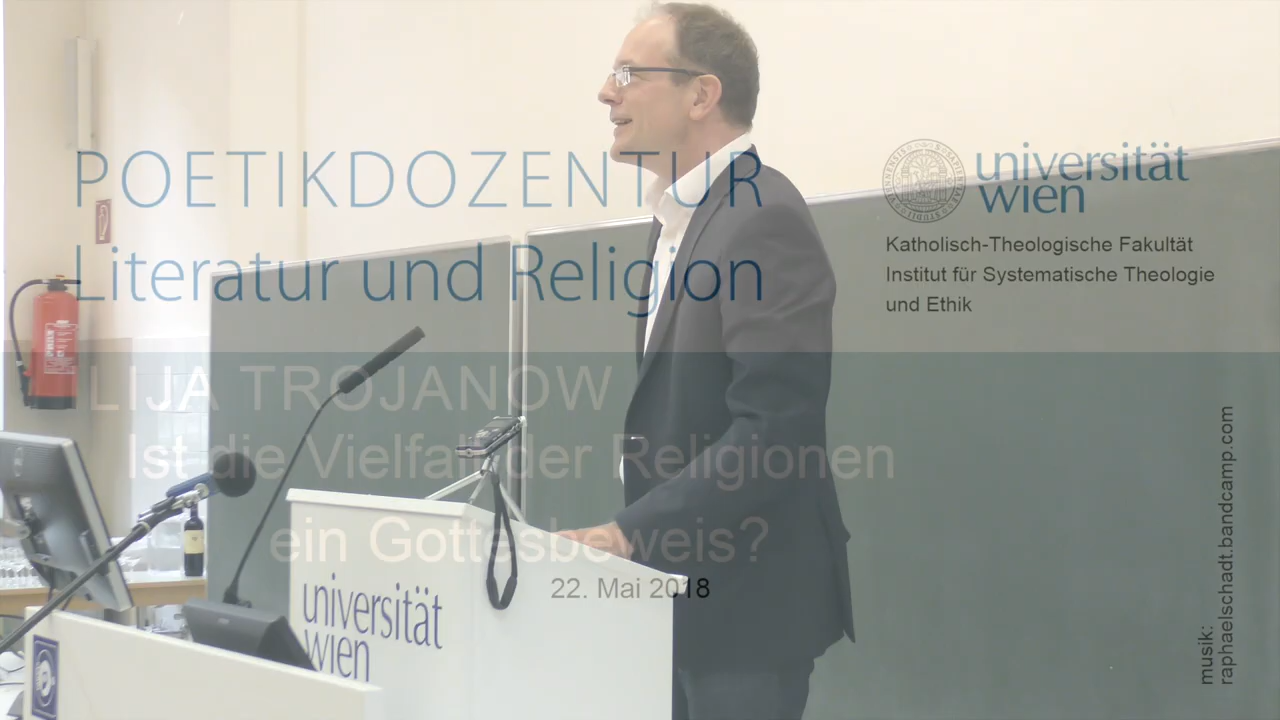 POETIKDOZENTUR
Literatur und Religion
universität
wien
Katholisch-Theologische Fakultät
Institut für Systematische Theologie
und Ethik
LIJA TROJANOW
Ist die Vielfalt der Religionen
ein Gottesbeweis?
22. Mai 2018
musik:
raphaelschadt.bandcamp.com
universität
wien